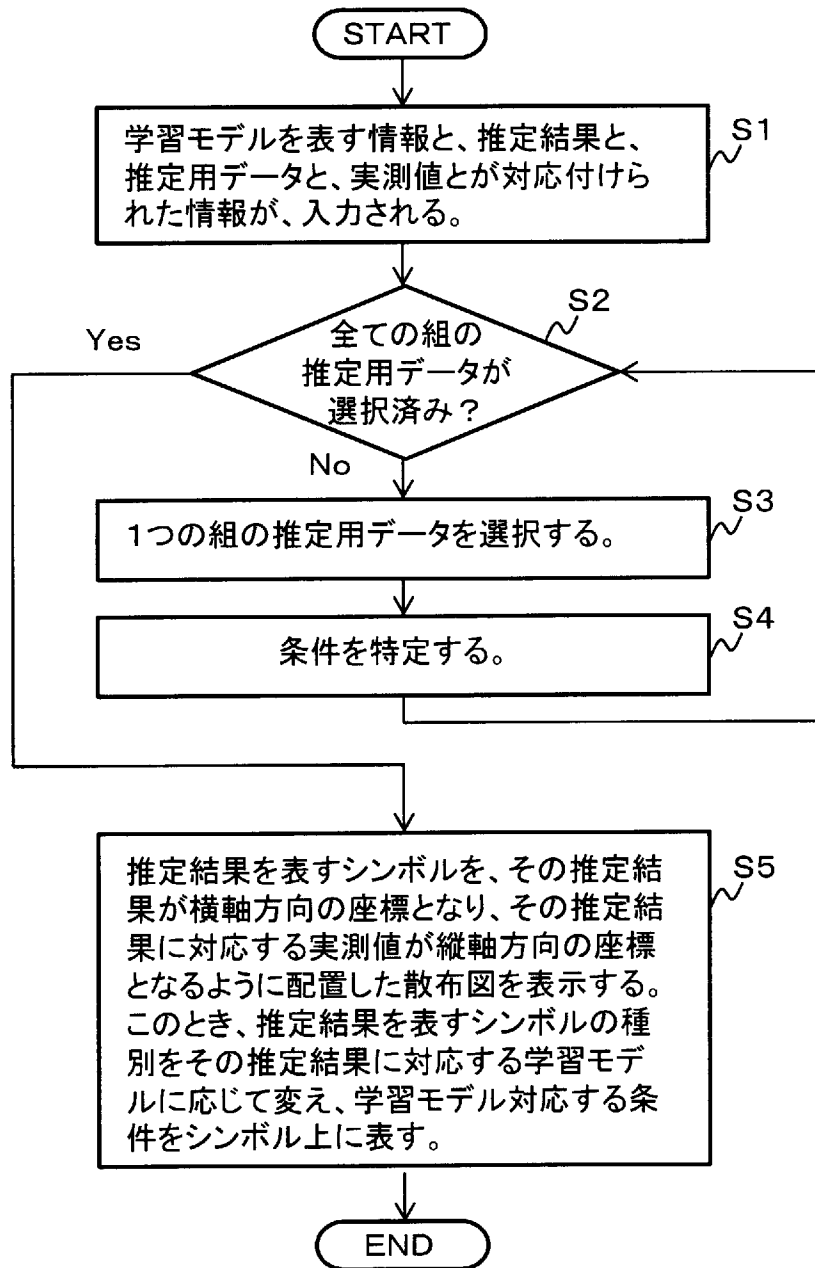 START
S1
学習モデルを表す情報と、推定結果と、
推定用データと、実測値とが対応付けら
れた情報が、入力される。
S2
Yes
全ての組の
推定用データが
選択済み？
No
S3
1つの組の推定用データを選択する。
S4
条件を特定する。
S5
推定結果を表すシンボルを、その推定結
果が横軸方向の座標となり、その推定結
果に対応する実測値が縦軸方向の座標
となるように配置した散布図を表示する。
このとき、推定結果を表すシンボルの種
別をその推定結果に対応する学習モデ
ルに応じて変え、学習モデル対応する条
件をシンボル上に表す。
END